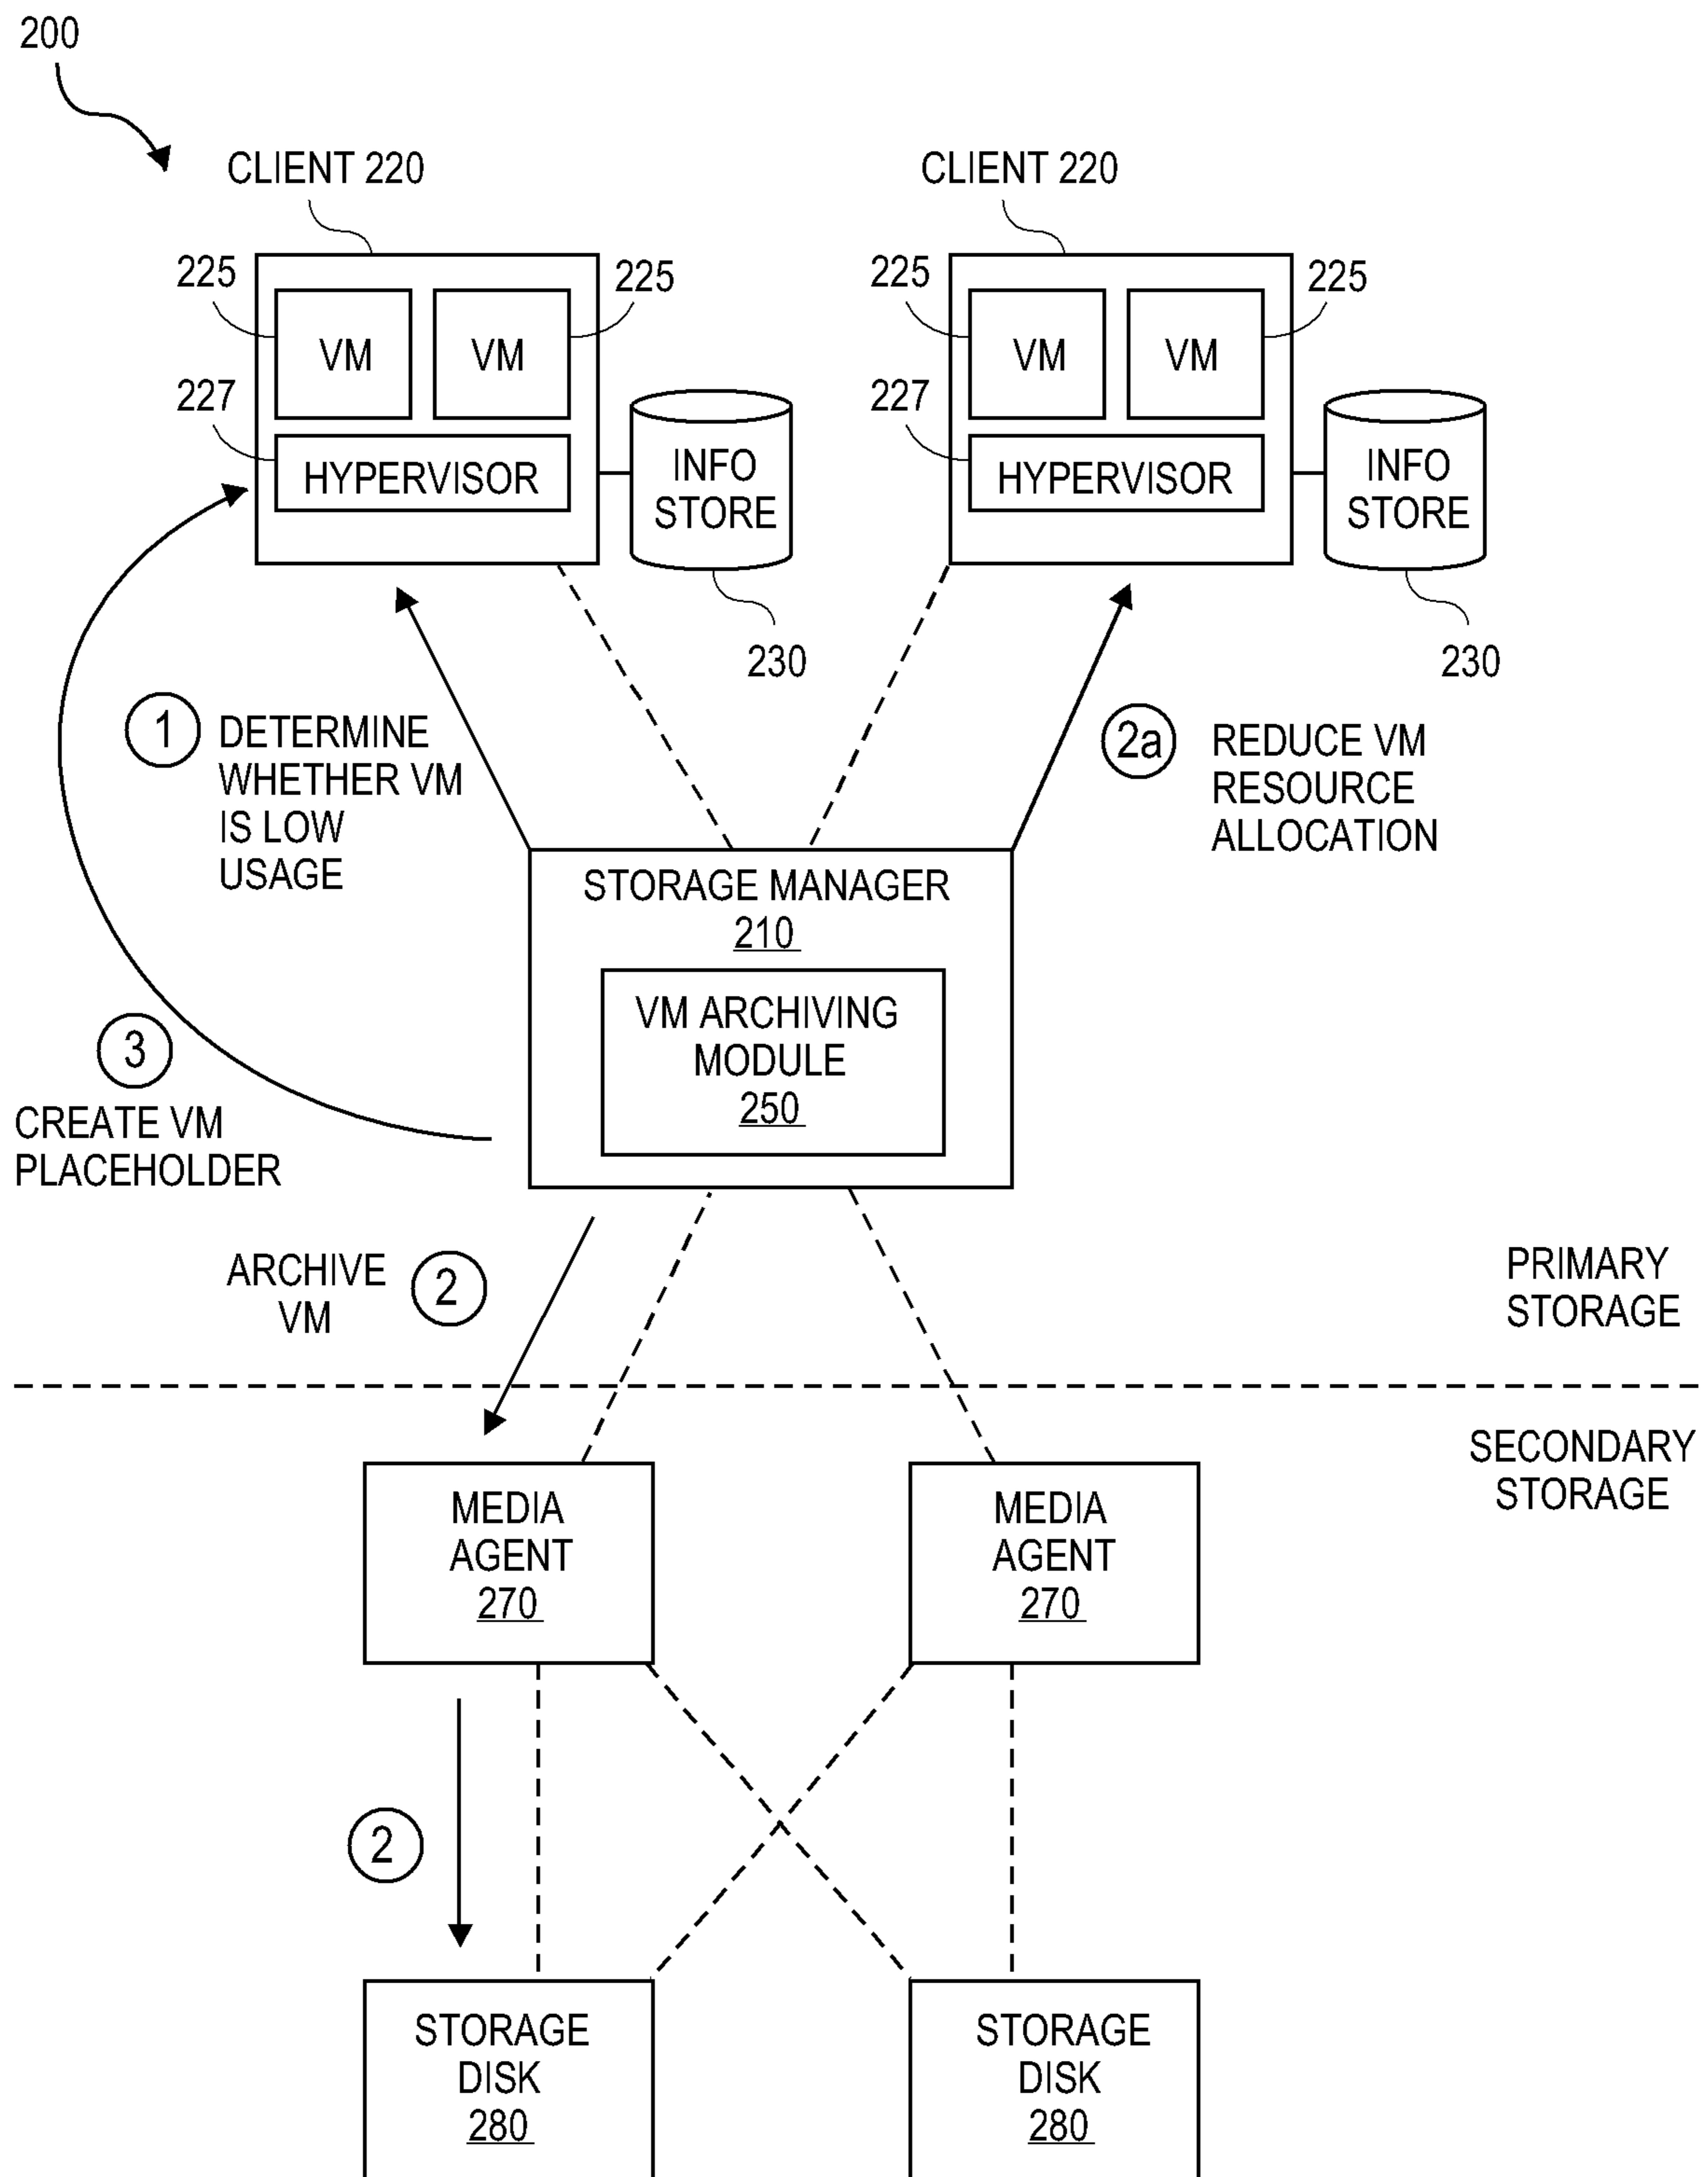 200
CLIENT 220
CLIENT 220
225
225
225
225
VM
VM
VM
VM
227
227
HYPERVISOR
INFO
STORE
HYPERVISOR
INFO
STORE
230
230
1
DETERMINE
WHETHER VM
IS LOW
USAGE
2a
REDUCE VM
RESOURCE
ALLOCATION
STORAGE MANAGER
210
VM ARCHIVING
MODULE
250
3
CREATE VM
PLACEHOLDER
ARCHIVE
VM
2
PRIMARY
STORAGE
SECONDARY
STORAGE
MEDIA
AGENT
270
MEDIA
AGENT
270
2
STORAGE
DISK
280
STORAGE
DISK
280